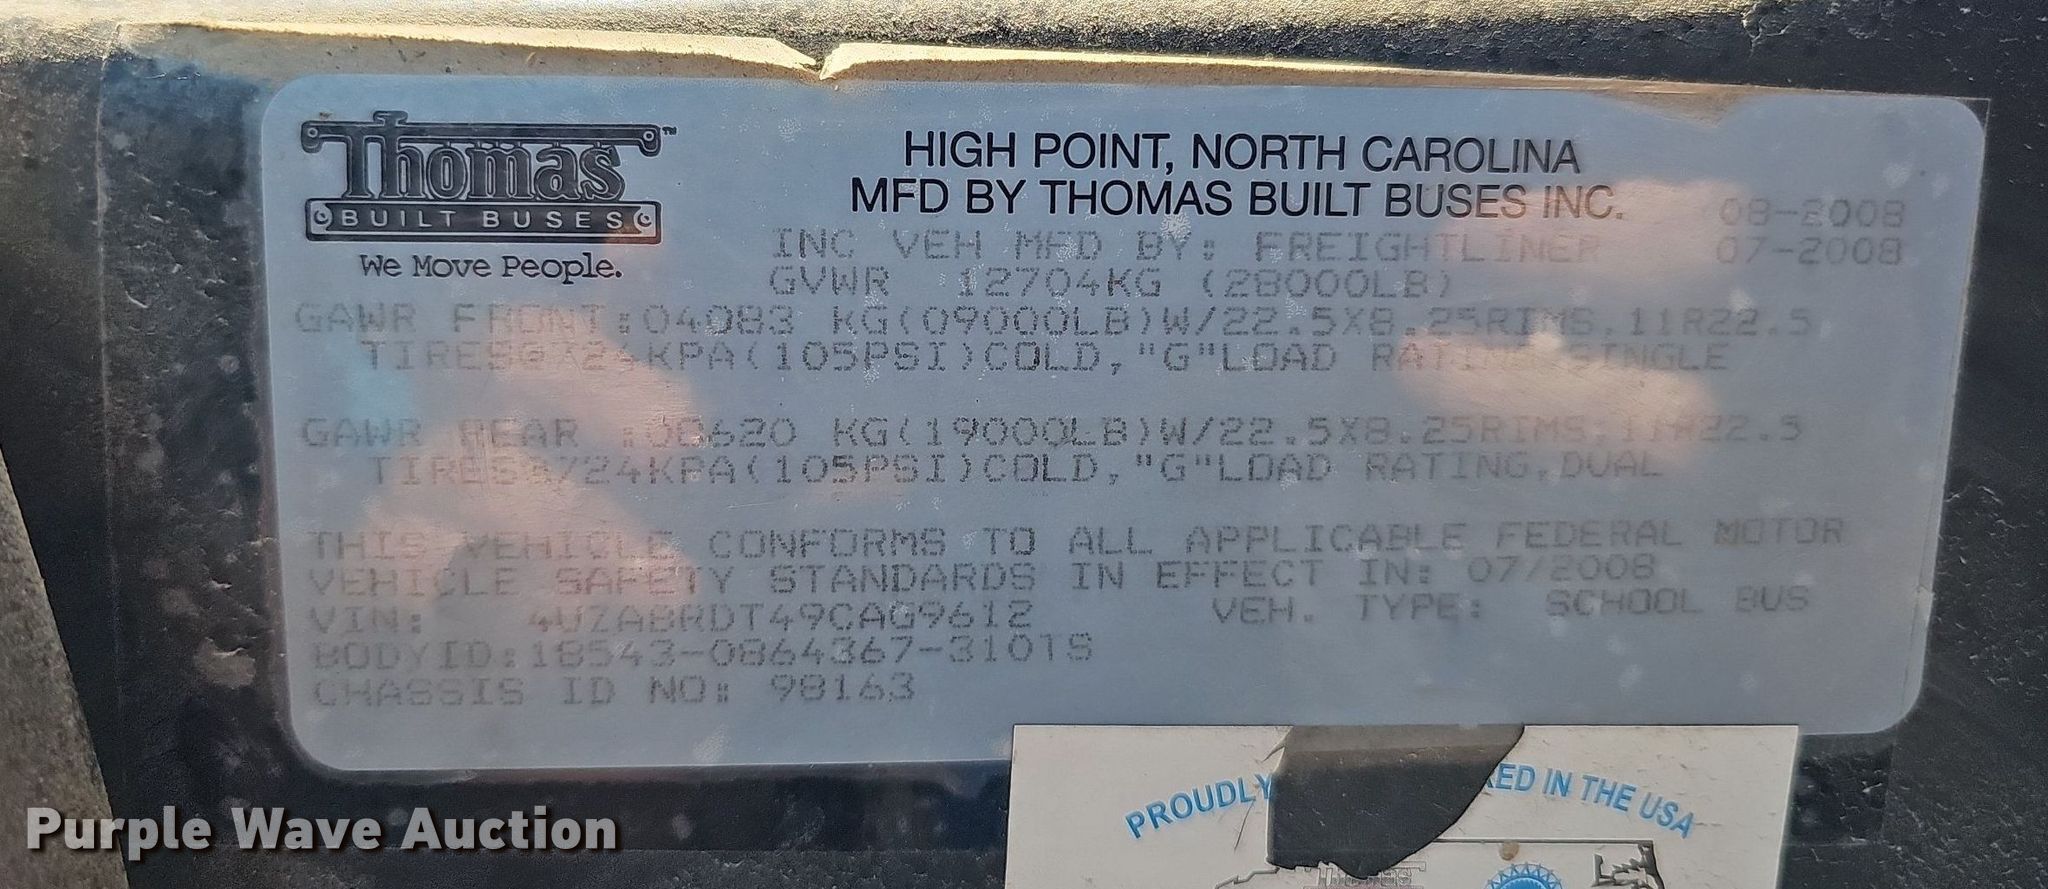 Thomas™
BUILT BUSES
We Move People.
HIGH POINT, NORTH CAROLINA
MFD BY THOMAS BUILT BUSES INC. 08-2008
INC VEH MFD BY: FREIGHTLINER 07-2008
GVWR 12704KG (28000LB)
GAWR FRONT:04083 KG(09000LB)W/22.5X8.25RIMS,11R22.5
TIRES@724KPA(105PSI)COLD,"G"LOAD RATING,SINGLE
GAWR REAR :08620 KG(19000LB)W/22.5X8.25RIMS,11R22.5
TIRES@724KPA(105PSI)COLD,"G"LOAD RATING,DUAL
THIS VEHICLE CONFORMS TO ALL APPLICABLE FEDERAL MOTOR
VEHICLE SAFETY STANDARDS IN EFFECT IN: 07/2008
VIN: 4UZABRDT49CAG9612 VEH. TYPE: SCHOOL BUS
BODYID:18543-0864367-310TS
CHASSIS ID NO: 98163
PROUDLY RED IN THE USA
Thomas
Purple Wave Auction